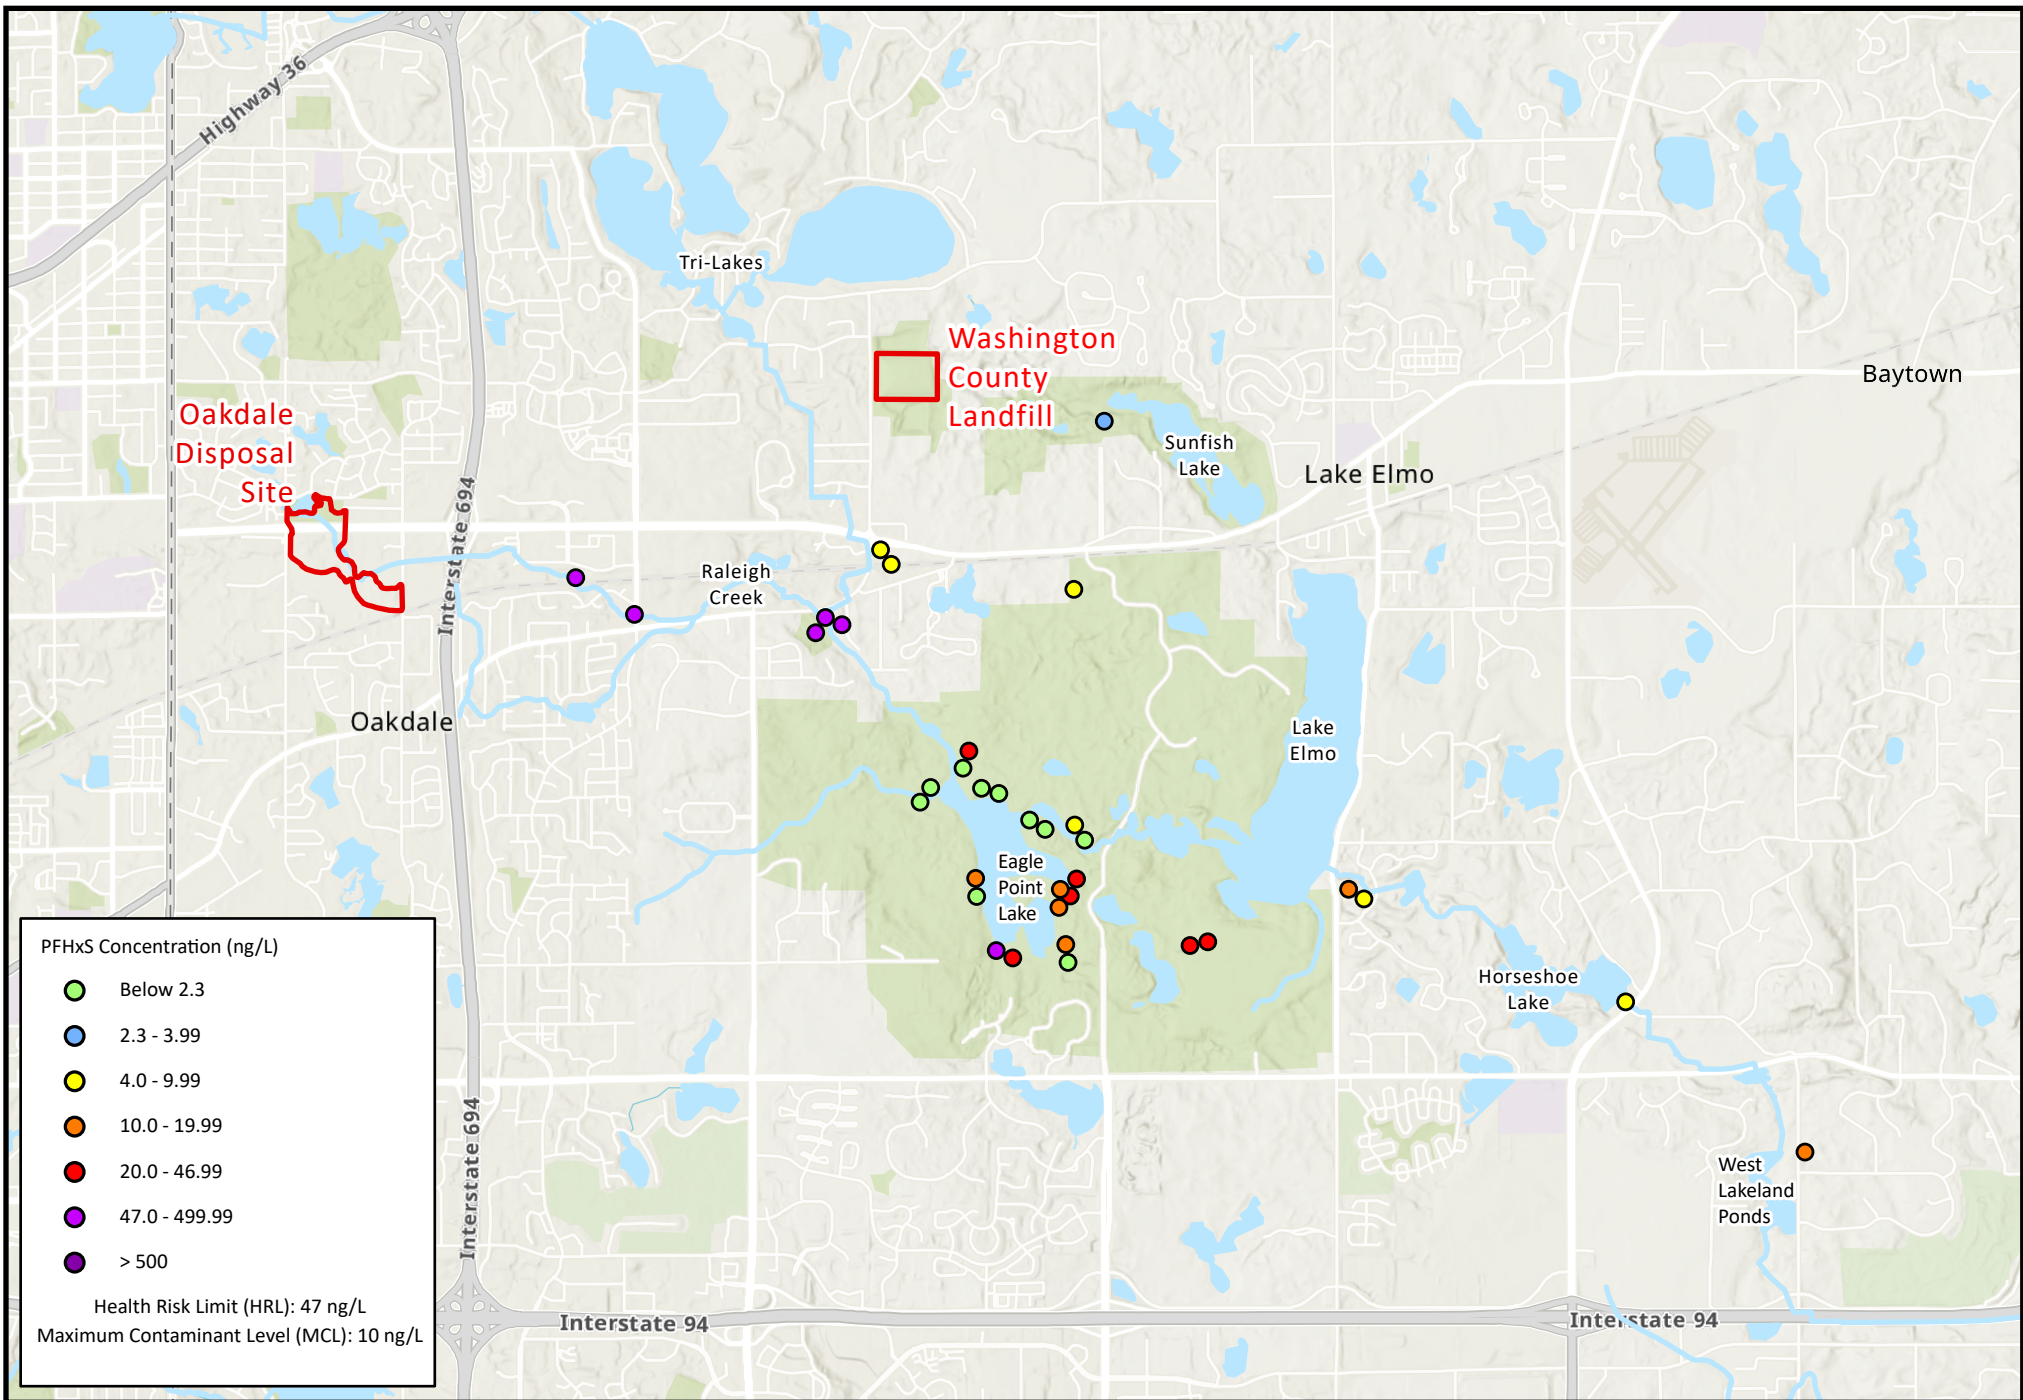 Highway 36
Tri-Lakes
Washington
County
Landfill
Baytown
Oakdale
Disposal
Site
Sunfish
Lake
Lake Elmo
Interstate 694
Raleigh
Creek
Oakdale
Lake
Elmo
Eagle
Point
Lake
Horseshoe
Lake
West
Lakeland
Ponds
Interstate 694
Interstate 94
Interstate 94
PFHxS Concentration (ng/L)
Below 2.3
2.3 - 3.99
4.0 - 9.99
10.0 - 19.99
20.0 - 46.99
47.0 - 499.99
> 500
Health Risk Limit (HRL): 47 ng/L
Maximum Contaminant Level (MCL): 10 ng/L